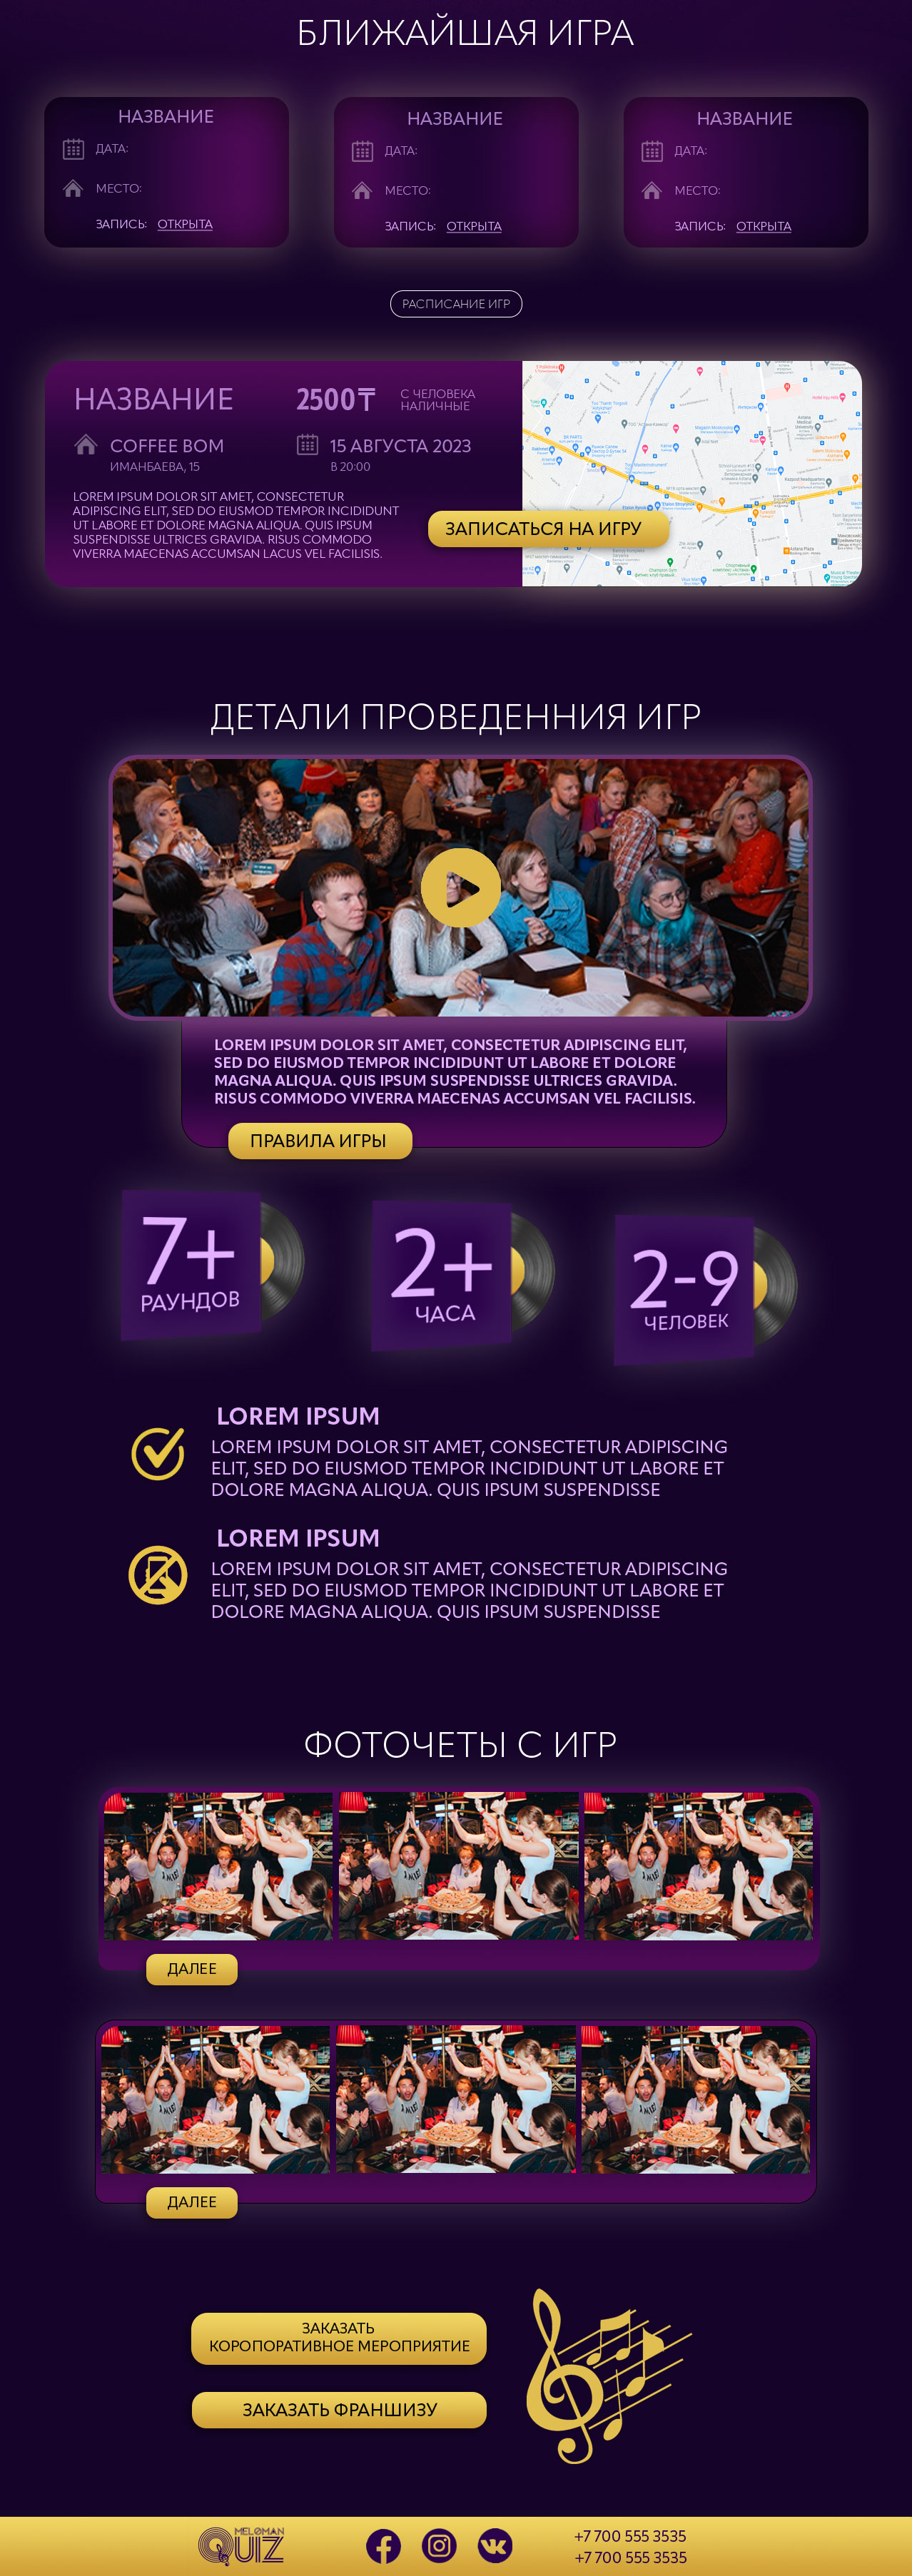 БЛИЖАЙШАЯ ИГРА
НАЗВАНИЕ
ДАТА:
МЕСТО:
ЗАПИСЬ: ОТКРЫТА
НАЗВАНИЕ
ДАТА:
МЕСТО:
ЗАПИСЬ: ОТКРЫТА
НАЗВАНИЕ
ДАТА:
МЕСТО:
ЗАПИСЬ: ОТКРЫТА
РАСПИСАНИЕ ИГР
НАЗВАНИЕ
2500₸
С ЧЕЛОВЕКА
НАЛИЧНЫЕ
COFFEE BOM
ИМАНБАЕВА, 15
15 АВГУСТА 2023
В 20:00
LOREM IPSUM DOLOR SIT AMET, CONSECTETUR
ADIPISCING ELIT, SED DO EIUSMOD TEMPOR INCIDIDUNT
UT LABORE ET DOLORE MAGNA ALIQUA. QUIS IPSUM
SUSPENDISSE ULTRICES GRAVIDA. RISUS COMMODO
VIVERRA MAECENAS ACCUMSAN LACUS VEL FACILISIS.
ЗАПИСАТЬСЯ НА ИГРУ
ДЕТАЛИ ПРОВЕДЕННИЯ ИГР
LOREM IPSUM DOLOR SIT AMET, CONSECTETUR ADIPISCING ELIT,
SED DO EIUSMOD TEMPOR INCIDIDUNT UT LABORE ET DOLORE
MAGNA ALIQUA. QUIS IPSUM SUSPENDISSE ULTRICES GRAVIDA.
RISUS COMMODO VIVERRA MAECENAS ACCUMSAN VEL FACILISIS.
ПРАВИЛА ИГРЫ
7+
РАУНДОВ
2+
ЧАСА
2-9
ЧЕЛОВЕК
LOREM IPSUM
LOREM IPSUM DOLOR SIT AMET, CONSECTETUR ADIPISCING
ELIT, SED DO EIUSMOD TEMPOR INCIDIDUNT UT LABORE ET
DOLORE MAGNA ALIQUA. QUIS IPSUM SUSPENDISSE
LOREM IPSUM
LOREM IPSUM DOLOR SIT AMET, CONSECTETUR ADIPISCING
ELIT, SED DO EIUSMOD TEMPOR INCIDIDUNT UT LABORE ET
DOLORE MAGNA ALIQUA. QUIS IPSUM SUSPENDISSE
ФОТОЧЕТЫ С ИГР
ДАЛЕЕ
ДАЛЕЕ
ЗАКАЗАТЬ
КОРОПОРАТИВНОЕ МЕРОПРИЯТИЕ
ЗАКАЗАТЬ ФРАНШИЗУ
MELOMAN
QUIZ
+7 700 555 3535
+7 700 555 3535